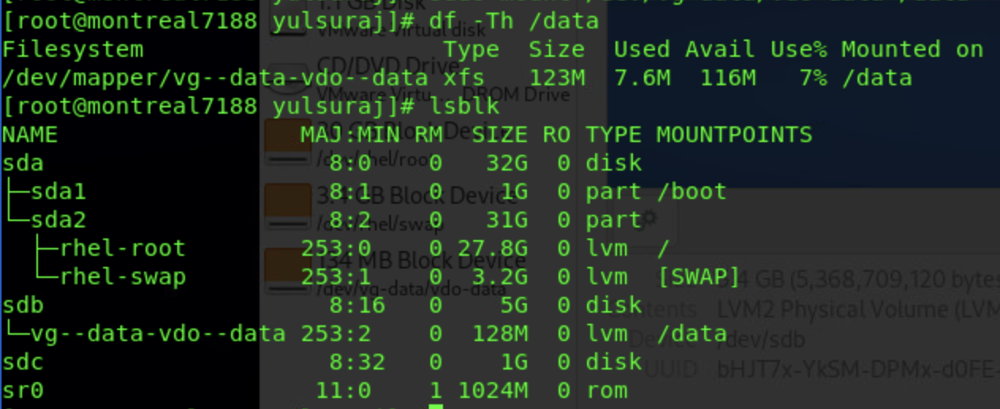 [root@montreal7188 yulsuraj]# df -Th /data
Filesystem                     Type  Size  Used Avail Use% Mounted on
/dev/mapper/vg--data-vdo--data xfs   123M  7.6M  116M   7% /data
[root@montreal7188 yulsuraj]# lsblk
NAME                 MAJ:MIN RM  SIZE RO TYPE MOUNTPOINTS
sda                    8:0    0   32G  0 disk
├─sda1                 8:1    0    1G  0 part /boot
└─sda2                 8:2    0   31G  0 part
  ├─rhel-root        253:0    0 27.8G  0 lvm  /
  └─rhel-swap        253:1    0  3.2G  0 lvm  [SWAP]
sdb                    8:16   0    5G  0 disk
└─vg--data-vdo--data 253:2    0  128M  0 lvm  /data
sdc                    8:32   0    1G  0 disk
sr0                   11:0    1 1024M  0 rom
VMware Virtual disk
CD/DVD Drive
VMware Virtu... DROM Drive
GB Block Device
/dev/rhel/root
3.4 GB Block Device
/dev/rhel/swap
134 MB Block Device
/dev/vg-data/vdo-data
GB (5,368,709,120 bytes
LVM2 Physical Volume (LVM
/dev/sdb
UUID bHJT7x-YkSM-DPMx-d0FE-